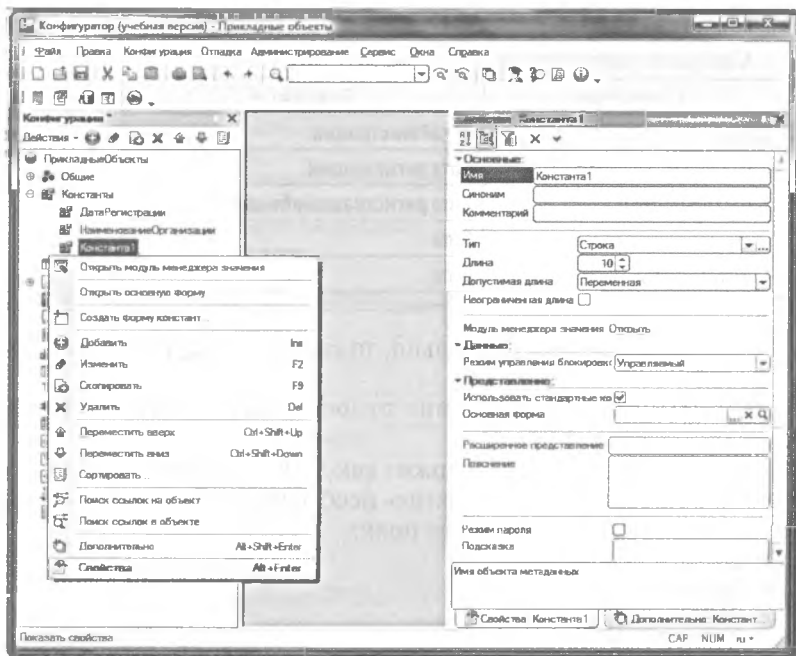 Конфигуратор (учебная версия) - Прикладные объекты
Файл Правка Конфигурация Отладка Администрирование Сервис Окна Справка
Конфигурация *
Действия -
ПрикладныеОбъекты
Общие
Константы
ДатаРегистрации
НаименованиеОрганизации
Константа1
Открыть модуль менеджера значения
Открыть основную форму
Создать форму констант...
Добавить Ins
Изменить F2
Скопировать F9
Удалить Del
Переместить вверх Ctrl+Shift+Up
Переместить вниз Ctrl+Shift+Down
Сортировать...
Поиск ссылок на объект
Поиск ссылок в объекте
Дополнительно Alt+Shift+Enter
Свойства Alt+Enter
Свойства: Константа1
Основные:
Имя Константа1
Синоним
Комментарий
Тип Строка
Длина 10
Допустимая длина Переменная
Неограниченная длина
Модуль менеджера значения Открыть
Данные:
Режим управления блокировкс Управляемый
Представление:
Использовать стандартные ко
Основная форма
Расширенное представление
Пояснение
Режим пароля
Подсказка
Имя объекта метаданных
Свойства: Константа1
Дополнительно: Констант...
Показать свойства
CAP NUM ru